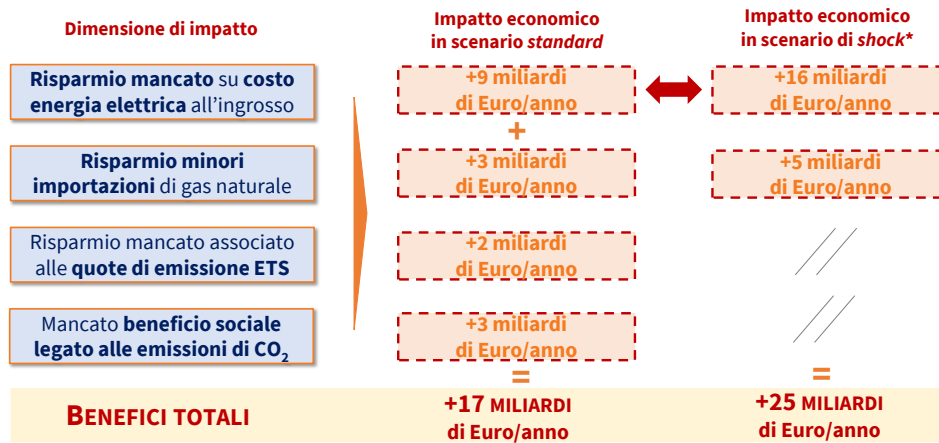 Dimensione di impatto
Impatto economico
in scenario standard
Impatto economico
in scenario di shock*
Risparmio mancato su costo
energia elettrica all'ingrosso
+9 miliardi
di Euro/anno
+16 miliardi
di Euro/anno
+
Risparmio minori
importazioni di gas naturale
+3 miliardi
di Euro/anno
+5 miliardi
di Euro/anno
Risparmio mancato associato
alle quote di emissione ETS
+2 miliardi
di Euro/anno
Mancato beneficio sociale
legato alle emissioni di CO₂
+3 miliardi
di Euro/anno
=
=
BENEFICI TOTALI
+17 MILIARDI
di Euro/anno
+25 MILIARDI
di Euro/anno